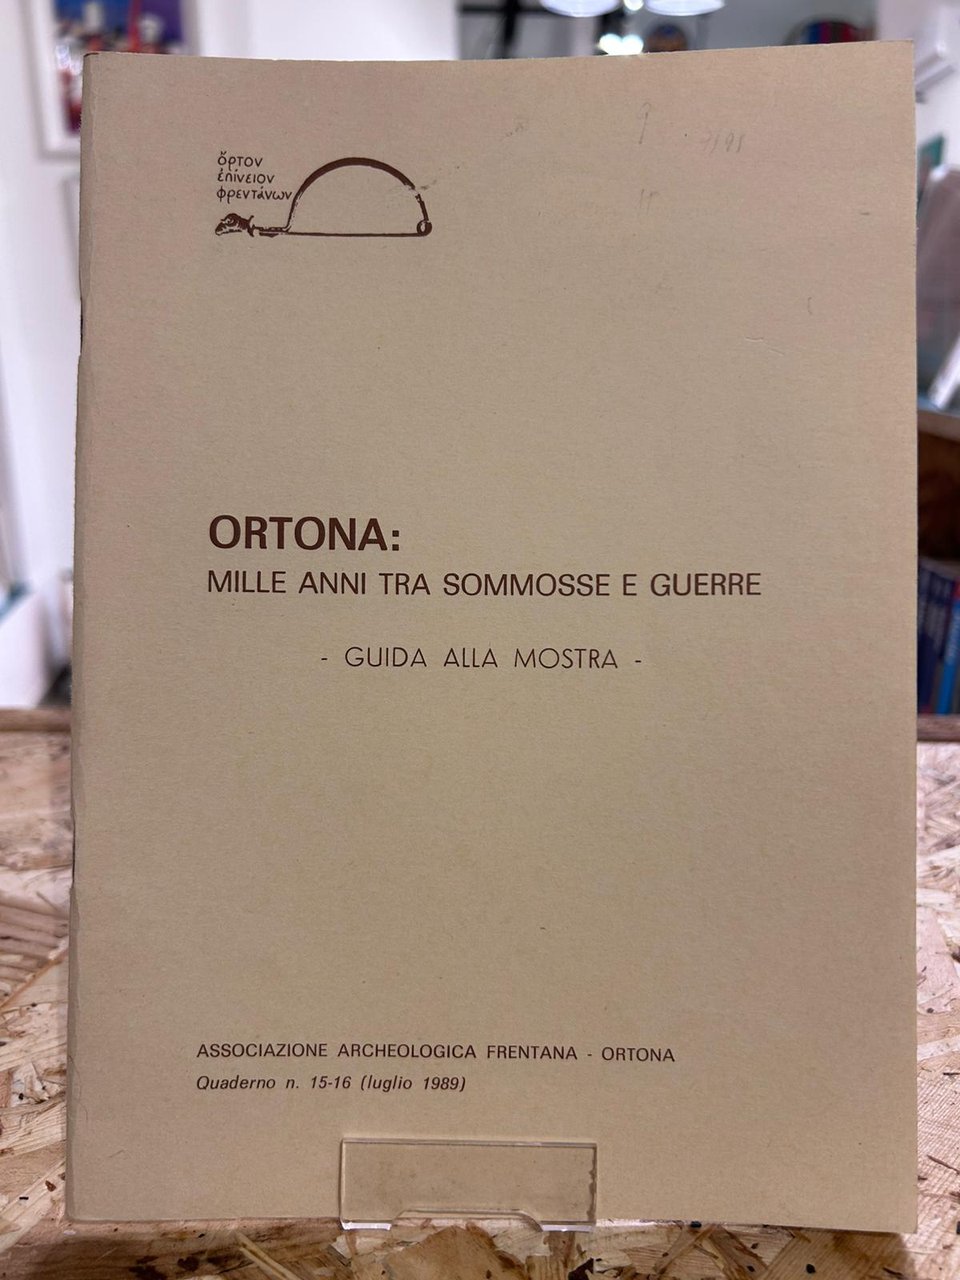 ὄρτον
ἐπίνειον
φρεντάνων
ORTONA:
MILLE ANNI TRA SOMMOSSE E GUERRE
- GUIDA ALLA MOSTRA -
ASSOCIAZIONE ARCHEOLOGICA FRENTANA - ORTONA
Quaderno n. 15-16 (luglio 1989)